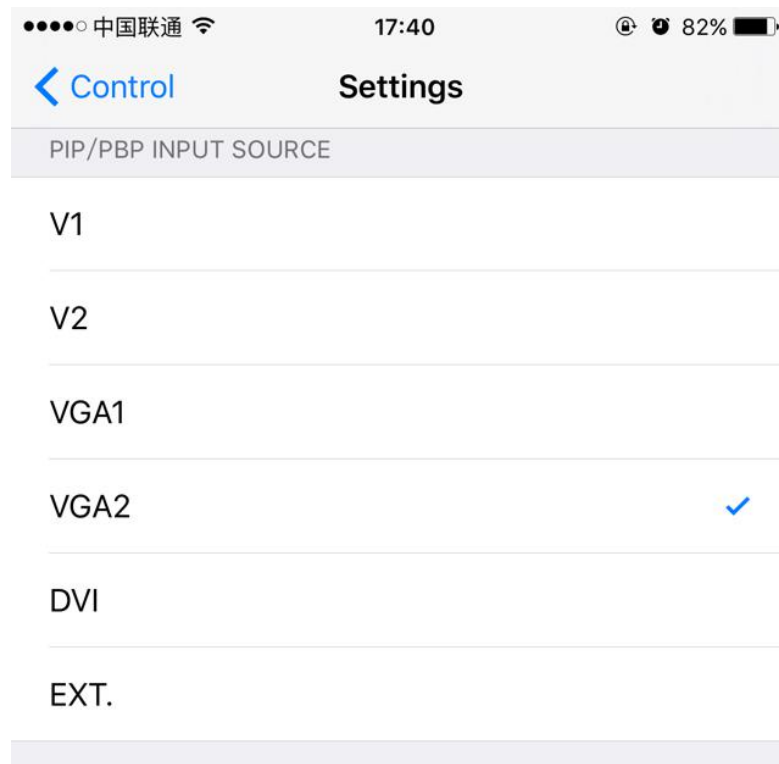 中国联通 17:40 82%
Control Settings
PIP/PBP INPUT SOURCE
V1
V2
VGA1
VGA2
DVI
EXT.